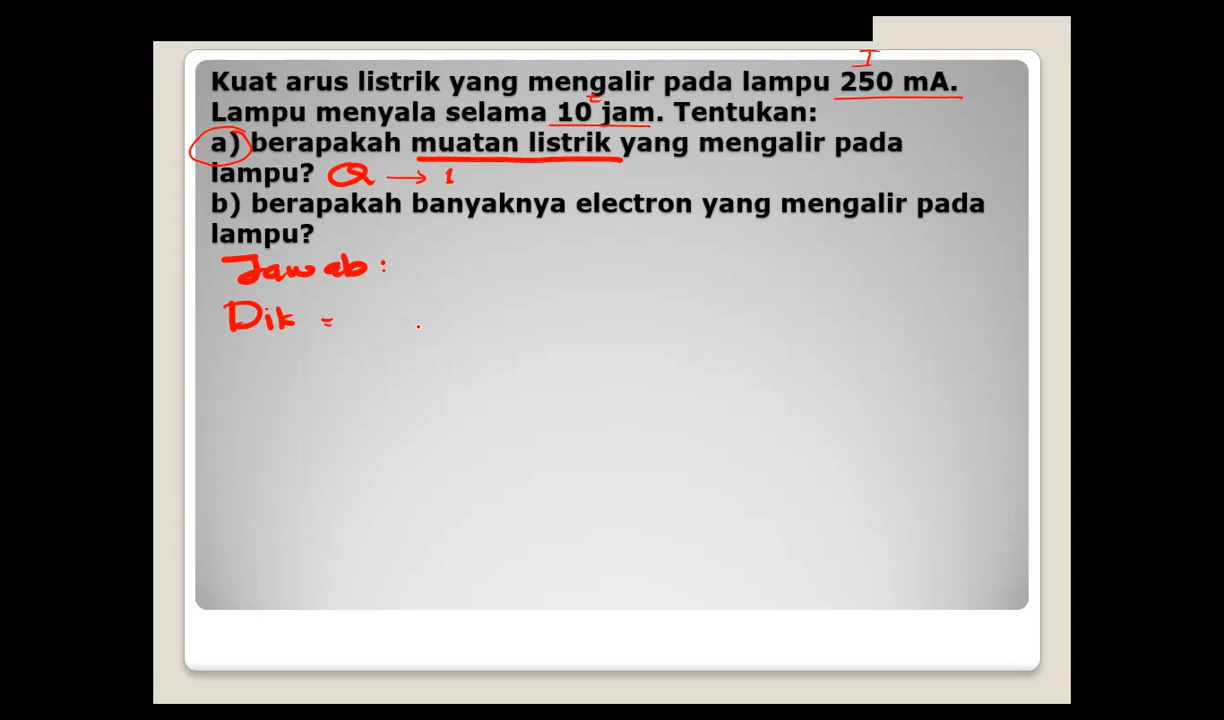 I
Kuat arus listrik yang mengalir pada lampu 250 mA.
t
Lampu menyala selama 10 jam. Tentukan:
a) berapakah muatan listrik yang mengalir pada
lampu? Q → 1
b) berapakah banyaknya electron yang mengalir pada
lampu?
Jawab :
Dik =